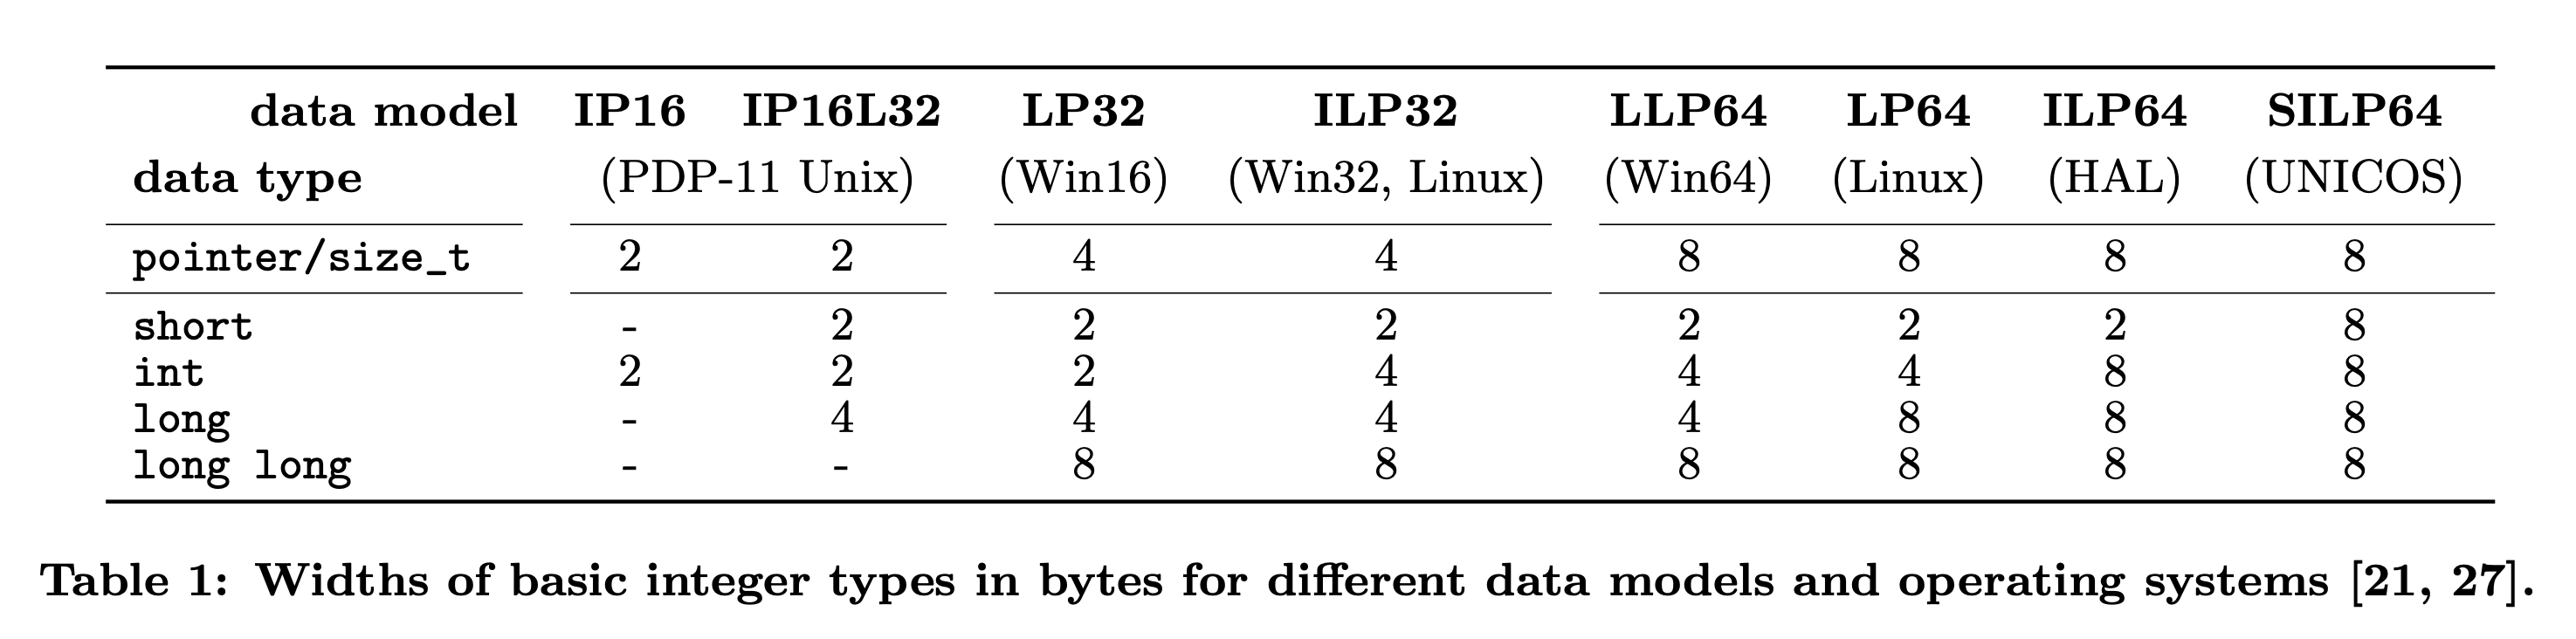 data model IP16 IP16L32 LP32 ILP32 LLP64 LP64 ILP64 SILP64
data type (PDP-11 Unix) (Win16) (Win32, Linux) (Win64) (Linux) (HAL) (UNICOS)
pointer/size_t 2 2 4 4 8 8 8 8
short - 2 2 2 2 2 2 8
int 2 2 2 4 4 4 8 8
long - 4 4 4 4 8 8 8
long long - - 8 8 8 8 8 8
Table 1: Widths of basic integer types in bytes for different data models and operating systems [21, 27].